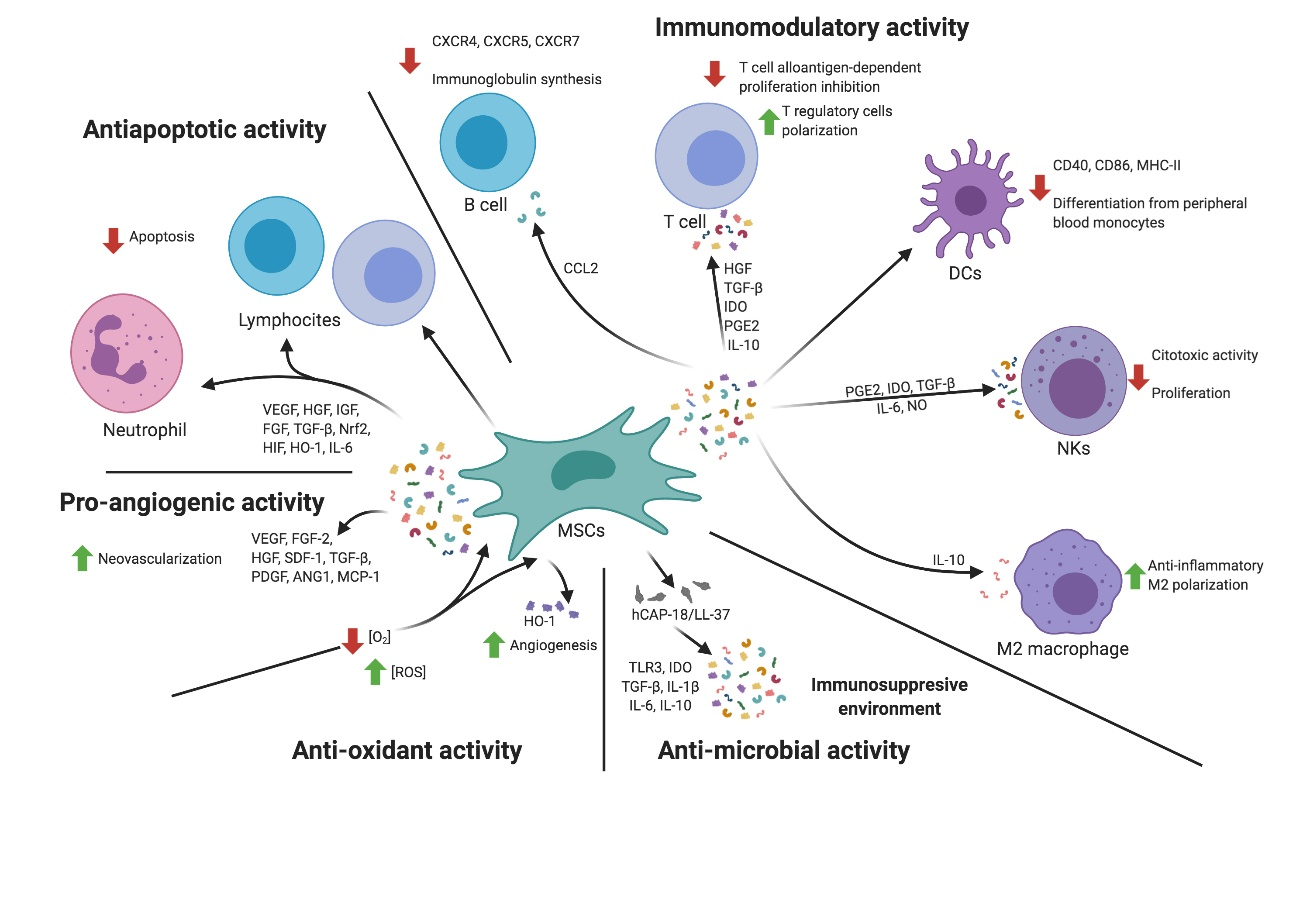 Immunomodulatory activity
CXCR4, CXCR5, CXCR7
Immunoglobulin synthesis
B cell
CCL2
T cell alloantigen-dependent
proliferation inhibition
T regulatory cells
polarization
T cell
HGF
TGF-β
IDO
PGE2
IL-10
CD40, CD86, MHC-II
Differentiation from peripheral
blood monocytes
DCs
PGE2, IDO, TGF-β
IL-6, NO
Citotoxic activity
Proliferation
NKs
IL-10
Anti-inflammatory
M2 polarization
M2 macrophage
Antiapoptotic activity
Apoptosis
Lymphocites
Neutrophil
VEGF, HGF, IGF,
FGF, TGF-β, Nrf2,
HIF, HO-1, IL-6
Pro-angiogenic activity
Neovascularization
VEGF, FGF-2,
HGF, SDF-1, TGF-β,
PDGF, ANG1, MCP-1
MSCs
[O₂]
[ROS]
HO-1
Angiogenesis
Anti-oxidant activity
hCAP-18/LL-37
TLR3, IDO
TGF-β, IL-1β
IL-6, IL-10
Immunosuppresive
environment
Anti-microbial activity